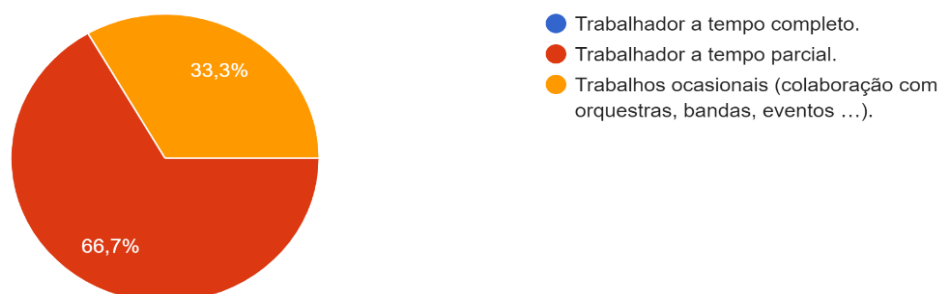 33,3%
66,7%
Trabalhador a tempo completo.
Trabalhador a tempo parcial.
Trabalhos ocasionais (colaboração com
orquestras, bandas, eventos …).